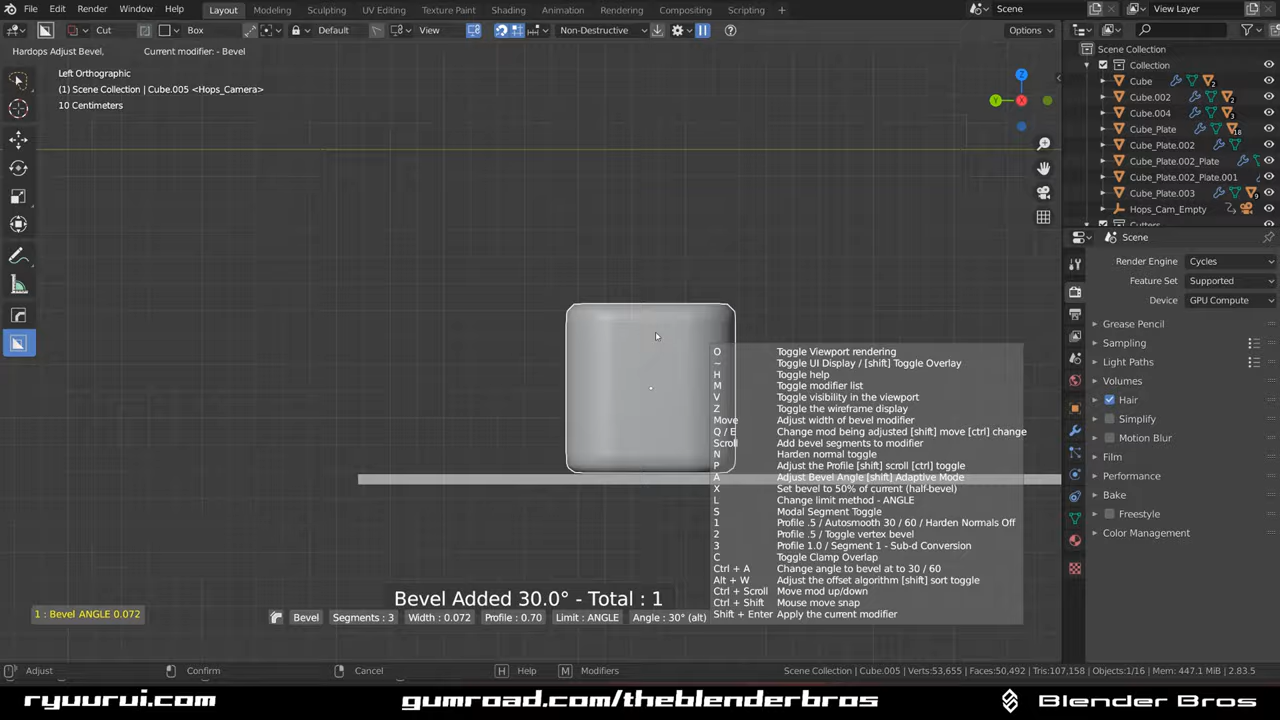 File Edit Render Window Help Layout Modeling Sculpting UV Editing Texture Paint Shading Animation Rendering Compositing Scripting + Scene View Layer
Cut Box Default View Non-Destructive Options
Hardops Adjust Bevel, Current modifier: - Bevel
Left Orthographic
(1) Scene Collection | Cube.005 <Hops_Camera>
10 Centimeters
Z
Y
X
Scene Collection
Collection
Cube 2
Cube.002 2
Cube.004 3
Cube_Plate 18
Cube_Plate.002
Cube_Plate.002_Plate
Cube_Plate.002_Plate.001
Cube_Plate.003 9
Hops_Cam_Empty
Cutters
Scene
Render Engine Cycles
Feature Set Supported
Device GPU Compute
Grease Pencil
Sampling
Light Paths
Volumes
Hair
Simplify
Motion Blur
Film
Performance
Bake
Freestyle
Color Management
O Toggle Viewport rendering
~ Toggle UI Display / [shift] Toggle Overlay
H Toggle help
M Toggle modifier list
V Toggle visibility in the viewport
Z Toggle the wireframe display
Move Adjust width of bevel modifier
Q / E Change mod being adjusted [shift] move [ctrl] change
Scroll Add bevel segments to modifier
N Harden normal toggle
P Adjust the Profile [shift] scroll [ctrl] toggle
A Adjust Bevel Angle [shift] Adaptive Mode
X Set bevel to 50% of current (half-bevel)
L Change limit method - ANGLE
S Modal Segment Toggle
1 Profile .5 / Autosmooth 30 / 60 / Harden Normals Off
2 Profile .5 / Toggle vertex bevel
3 Profile 1.0 / Segment 1 - Sub-d Conversion
C Toggle Clamp Overlap
Ctrl + A Change angle to bevel at to 30 / 60
Alt + W Adjust the offset algorithm [shift] sort toggle
Ctrl + Scroll Move mod up/down
Ctrl + Shift Mouse move snap
Shift + Enter Apply the current modifier
Bevel Added 30.0° - Total : 1
1 : Bevel ANGLE 0.072
Bevel Segments : 3 Width : 0.072 Profile : 0.70 Limit : ANGLE Angle : 30° (alt)
Adjust Confirm Cancel H Help M Modifiers Scene Collection | Cube.005 | Verts:53,655 | Faces:50,492 | Tris:107,158 | Objects:1/16 | Mem: 447.1 MiB | 2.83.5
ryuurui.com gumroad.com/theblenderbros Blender Bros